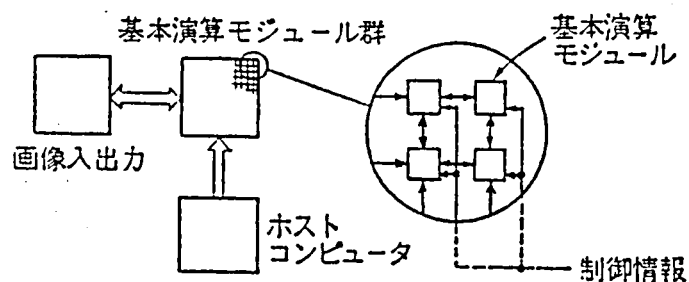 基本演算モジュール群
基本演算
モジュール
画像入出力
ホスト
コンピュータ
制御情報